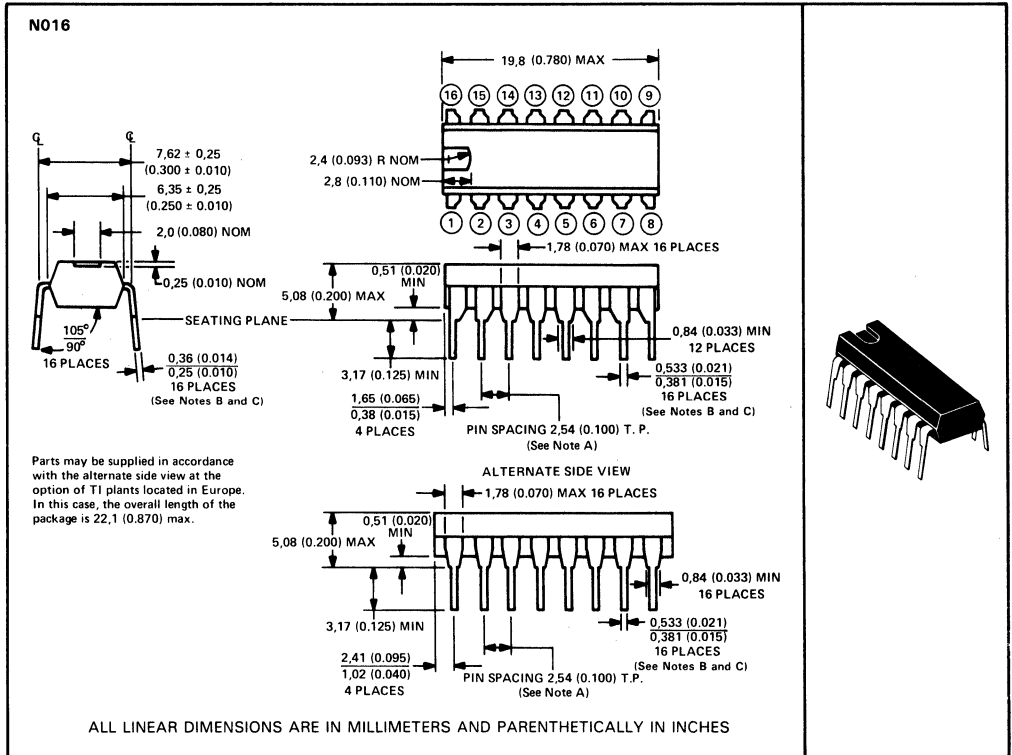 N016
19,8 (0.780) MAX
16 15 14 13 12 11 10 9
2,4 (0.093) R NOM
2,8 (0.110) NOM
1 2 3 4 5 6 7 8
℄ ℄
7,62 ± 0,25
(0.300 ± 0.010)
6,35 ± 0,25
(0.250 ± 0.010)
2,0 (0.080) NOM
0,25 (0.010) NOM
105°
90°
16 PLACES
0,36 (0.014)
0,25 (0.010)
16 PLACES
(See Notes B and C)
1,78 (0.070) MAX 16 PLACES
0,51 (0.020)
MIN
5,08 (0.200) MAX
SEATING PLANE
0,84 (0.033) MIN
12 PLACES
3,17 (0.125) MIN
0,533 (0.021)
0,381 (0.015)
16 PLACES
(See Notes B and C)
1,65 (0.065)
0,38 (0.015)
4 PLACES
PIN SPACING 2,54 (0.100) T. P.
(See Note A)
Parts may be supplied in accordance
with the alternate side view at the
option of TI plants located in Europe.
In this case, the overall length of the
package is 22,1 (0.870) max.
ALTERNATE SIDE VIEW
1,78 (0.070) MAX 16 PLACES
0,51 (0.020)
MIN
5,08 (0.200) MAX
0,84 (0.033) MIN
16 PLACES
3,17 (0.125) MIN
0,533 (0.021)
0,381 (0.015)
16 PLACES
(See Notes B and C)
2,41 (0.095)
1,02 (0.040)
4 PLACES
PIN SPACING 2,54 (0.100) T.P.
(See Note A)
ALL LINEAR DIMENSIONS ARE IN MILLIMETERS AND PARENTHETICALLY IN INCHES